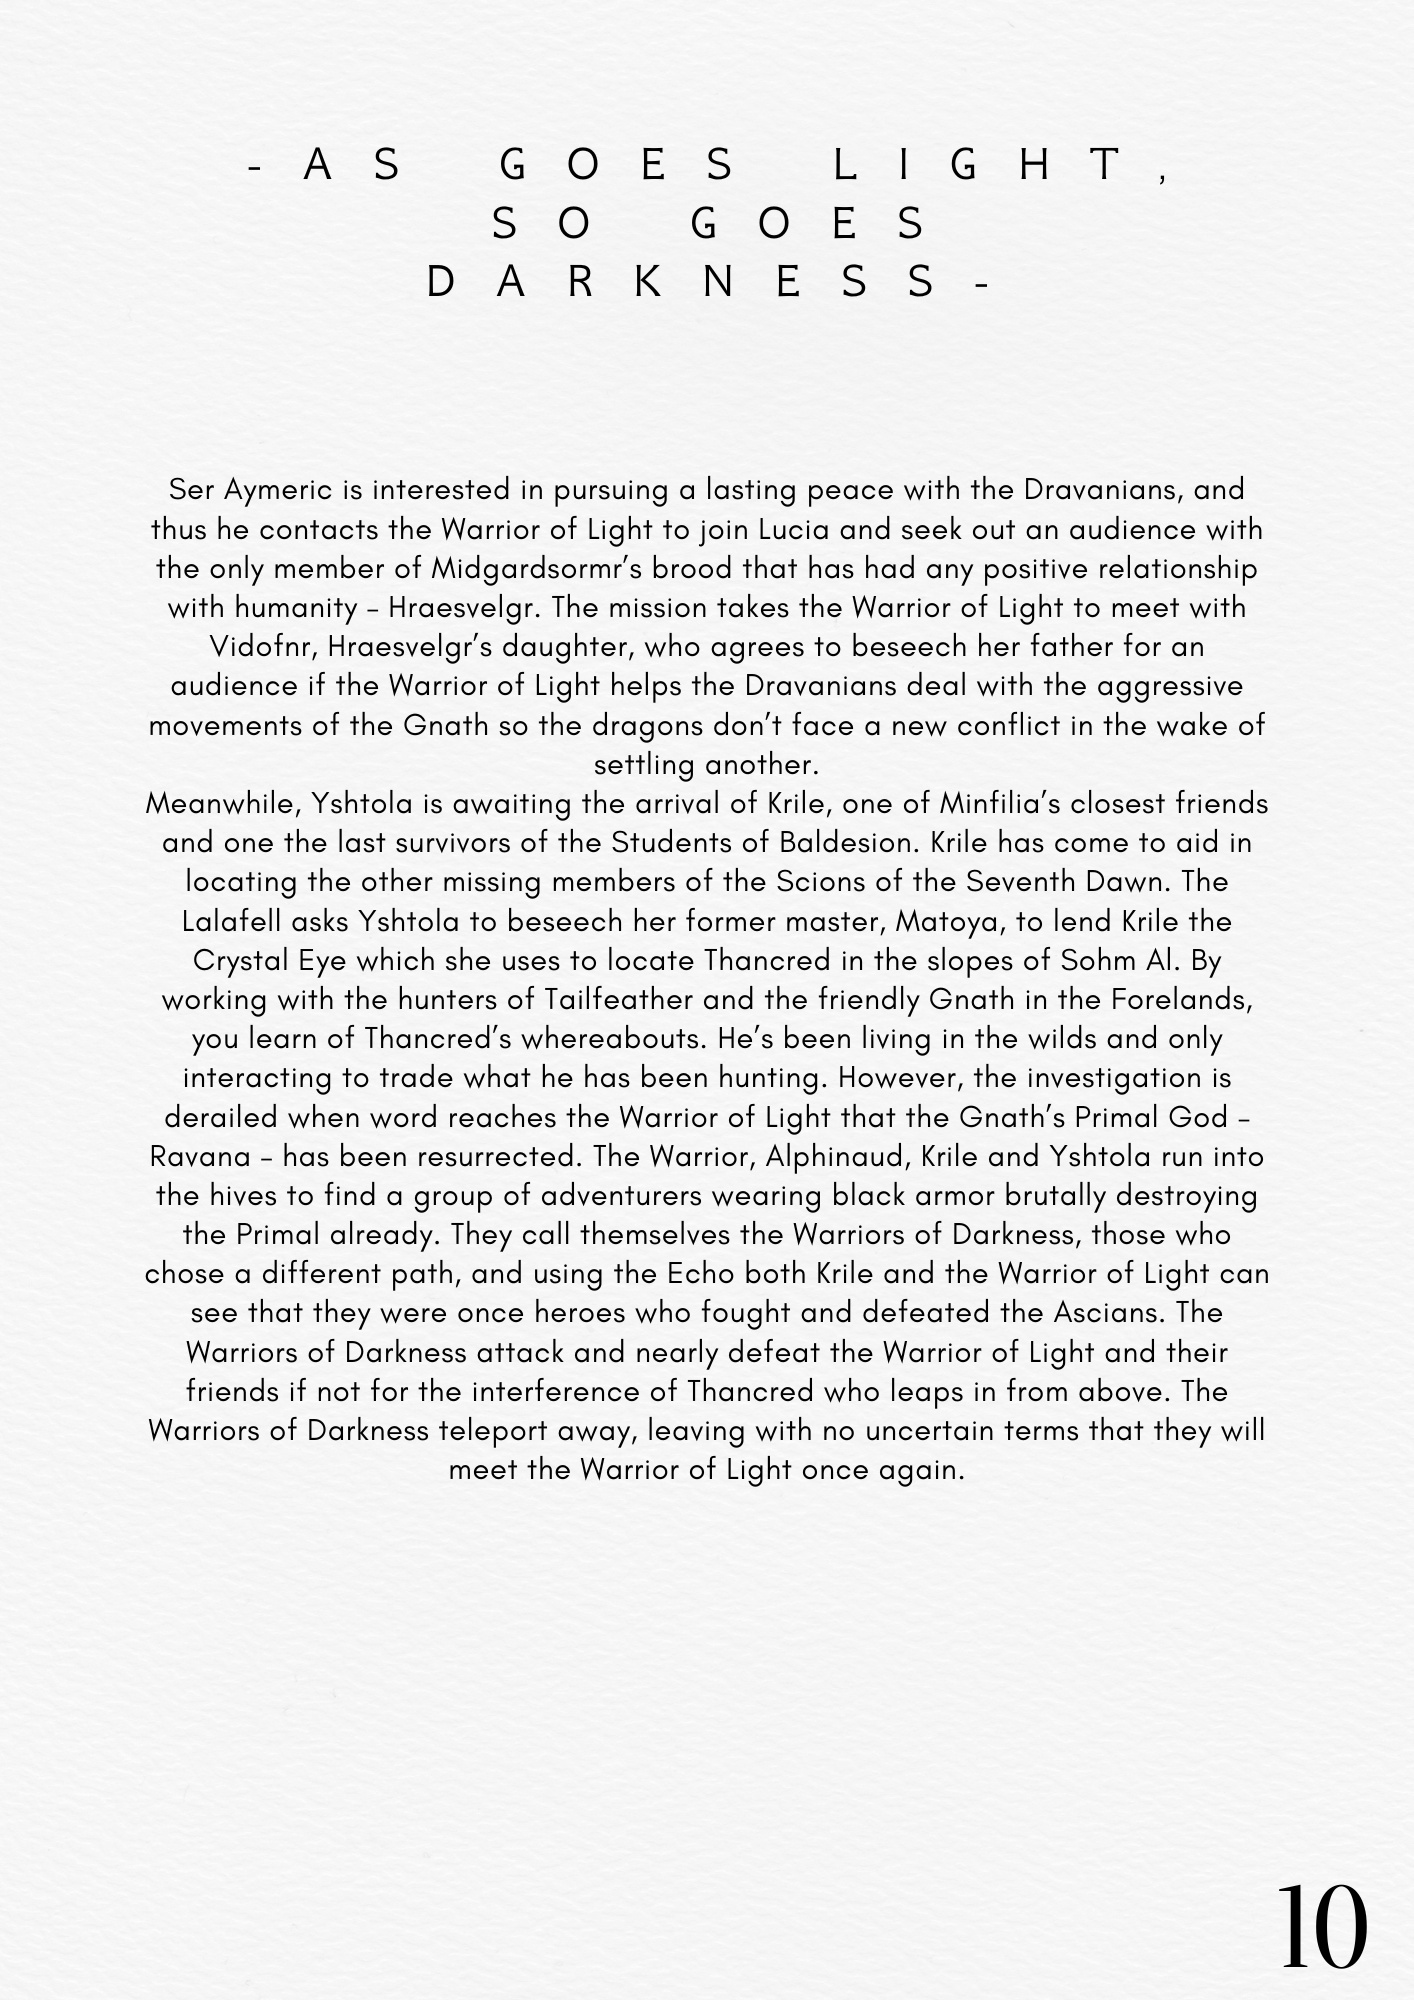 - AS GOES LIGHT,
SO GOES
DARKNESS -
Ser Aymeric is interested in pursuing a lasting peace with the Dravanians, and
thus he contacts the Warrior of Light to join Lucia and seek out an audience with
the only member of Midgardsormr’s brood that has had any positive relationship
with humanity – Hraesvelgr. The mission takes the Warrior of Light to meet with
Vidofnr, Hraesvelgr’s daughter, who agrees to beseech her father for an
audience if the Warrior of Light helps the Dravanians deal with the aggressive
movements of the Gnath so the dragons don’t face a new conflict in the wake of
settling another.
Meanwhile, Yshtola is awaiting the arrival of Krile, one of Minfilia’s closest friends
and one the last survivors of the Students of Baldesion. Krile has come to aid in
locating the other missing members of the Scions of the Seventh Dawn. The
Lalafell asks Yshtola to beseech her former master, Matoya, to lend Krile the
Crystal Eye which she uses to locate Thancred in the slopes of Sohm Al. By
working with the hunters of Tailfeather and the friendly Gnath in the Forelands,
you learn of Thancred’s whereabouts. He’s been living in the wilds and only
interacting to trade what he has been hunting. However, the investigation is
derailed when word reaches the Warrior of Light that the Gnath’s Primal God –
Ravana – has been resurrected. The Warrior, Alphinaud, Krile and Yshtola run into
the hives to find a group of adventurers wearing black armor brutally destroying
the Primal already. They call themselves the Warriors of Darkness, those who
chose a different path, and using the Echo both Krile and the Warrior of Light can
see that they were once heroes who fought and defeated the Ascians. The
Warriors of Darkness attack and nearly defeat the Warrior of Light and their
friends if not for the interference of Thancred who leaps in from above. The
Warriors of Darkness teleport away, leaving with no uncertain terms that they will
meet the Warrior of Light once again.
10